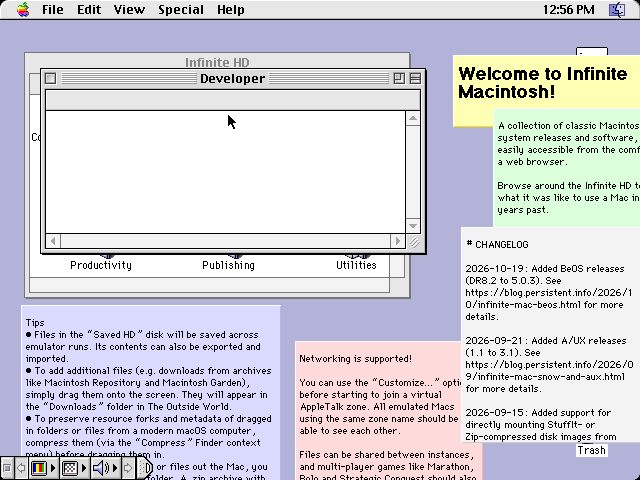 File Edit View Special Help 12:56 PM
Infinite HD
Developer
Productivity Publishing Utilities
Welcome to Infinite
Macintosh!
A collection of classic Macintos
system releases and software,
easily accessible from the comf
a web browser.
Browse around the Infinite HD to
what it was like to use a Mac in
years past.
# CHANGELOG
2026-10-19: Added BeOS releases
(DR8.2 to 5.0.3). See
https://blog.persistent.info/2026/1
0/infinite-mac-beos.html for more
details.
2026-09-21: Added A/UX releases
(1.1 to 3.1). See
https://blog.persistent.info/2026/0
9/infinite-mac-snow-and-aux.html
for more details.
2026-09-15: Added support for
directly mounting StuffIt- or
Zip-compressed disk images from
Trash
Tips
● Files in the "Saved HD" disk will be saved across
emulator runs. Its contents can also be exported and
imported.
● To add additional files (e.g. downloads from archives
like Macintosh Repository and Macintosh Garden),
simply drag them onto the screen. They will appear
in the "Downloads" folder in The Outside World.
● To preserve resource forks and metadata of dragged
in folders or files from a modern macOS computer,
compress them (via the "Compress" Finder context
menu) before dragging them in.
or files out the Mac, you
folder. A .zip archive with
Networking is supported!
You can use the "Customize..." optio
before starting to join a virtual
AppleTalk zone. All emulated Macs
using the same zone name should be
able to see each other.
Files can be shared between instances,
and multi-player games like Marathon,
Bolo and Strategic Conquest should also